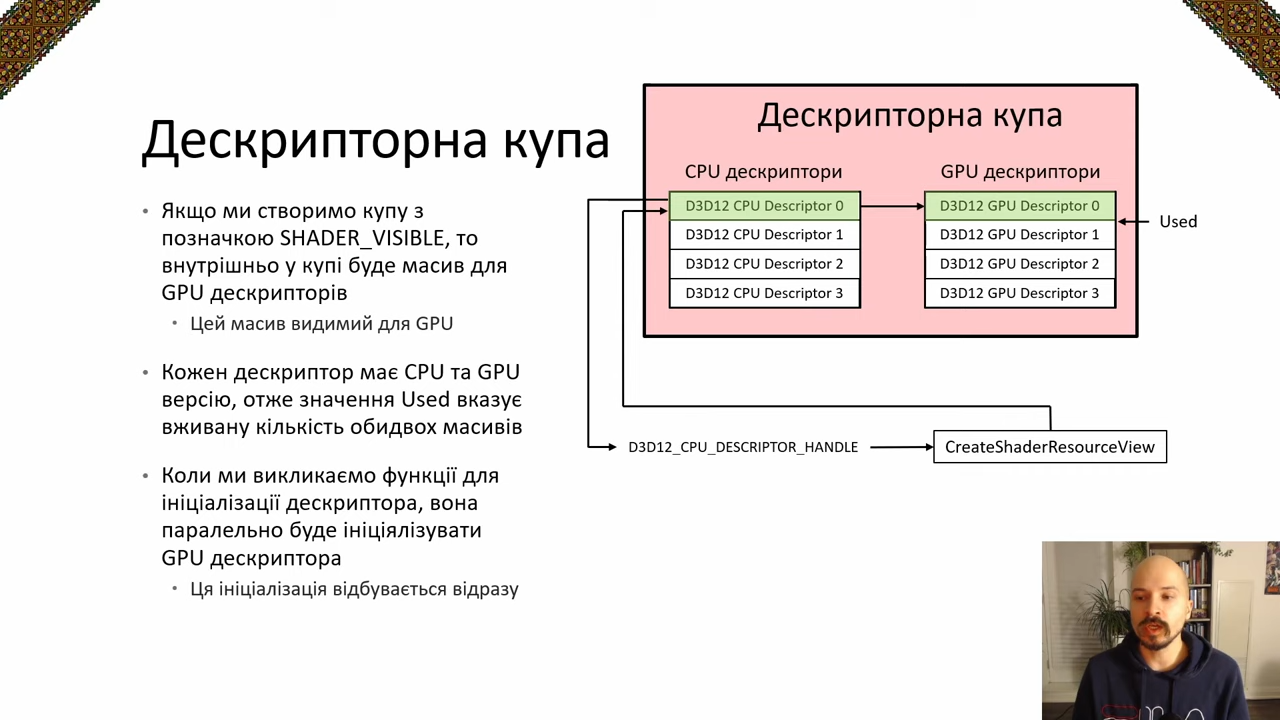 Дескрипторна купа
Якщо ми створимо купу з
позначкою SHADER_VISIBLE, то
внутрішньо у купі буде масив для
GPU дескрипторів
Цей масив видимий для GPU
Кожен дескриптор має CPU та GPU
версію, отже значення Used вказує
вживану кількість обидвох масивів
Коли ми викликаємо функції для
ініціалізації дескриптора, вона
паралельно буде ініціялізувати
GPU дескриптора
Ця ініціалізація відбувається відразу
Дескрипторна купа
CPU дескриптори
D3D12 CPU Descriptor 0
D3D12 CPU Descriptor 1
D3D12 CPU Descriptor 2
D3D12 CPU Descriptor 3
GPU дескриптори
D3D12 GPU Descriptor 0
D3D12 GPU Descriptor 1
D3D12 GPU Descriptor 2
D3D12 GPU Descriptor 3
Used
D3D12_CPU_DESCRIPTOR_HANDLE
CreateShaderResourceView